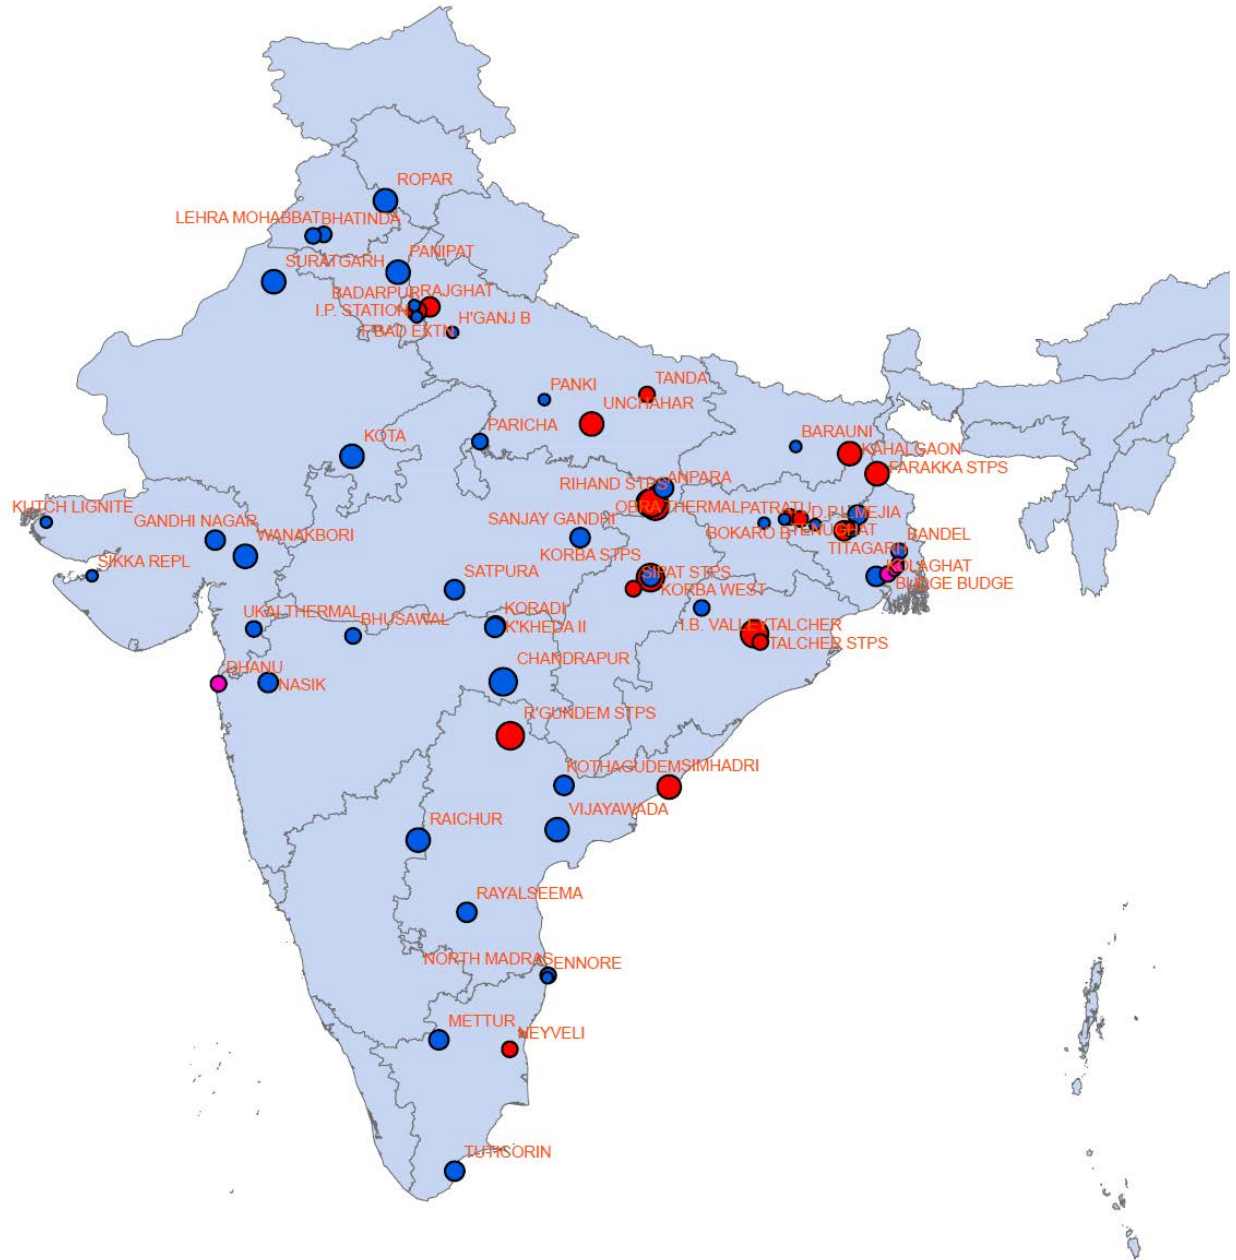 ROPAR
LEHRA MOHABBAT
BHATINDA
PANIPAT
SURATGARH
BADARPUR
RAJGHAT
I.P. STATION
F'BAD EXTN
H'GANJ B
TANDA
PANKI
UNCHAHAR
PARICHA
KOTA
BARAUNI
KAHALGAON
FARAKKA STPS
RIHAND STPS
ANPARA
KUTCH LIGNITE
GANDHI NAGAR
WANAKBORI
SANJAY GANDHI
OBRA THERMAL
PATRATU
D.P.L.
MEJIA
BOKARO B
TENUGHAT
BANDEL
TITAGARH
SIKKA REPL
KORBA STPS
SIPAT STPS
KOLAGHAT
BUDGE BUDGE
SATPURA
KORBA WEST
UKAI THERMAL
BHUSAWAL
KORADI
K'KHEDA II
I.B. VALLEY
TALCHER
TALCHER STPS
DHANU
NASIK
CHANDRAPUR
R'GUNDEM STPS
KOTHAGUDEM
SIMHADRI
VIJAYAWADA
RAICHUR
RAYALSEEMA
NORTH MADRAS
ENNORE
METTUR
NEYVELI
TUTICORIN